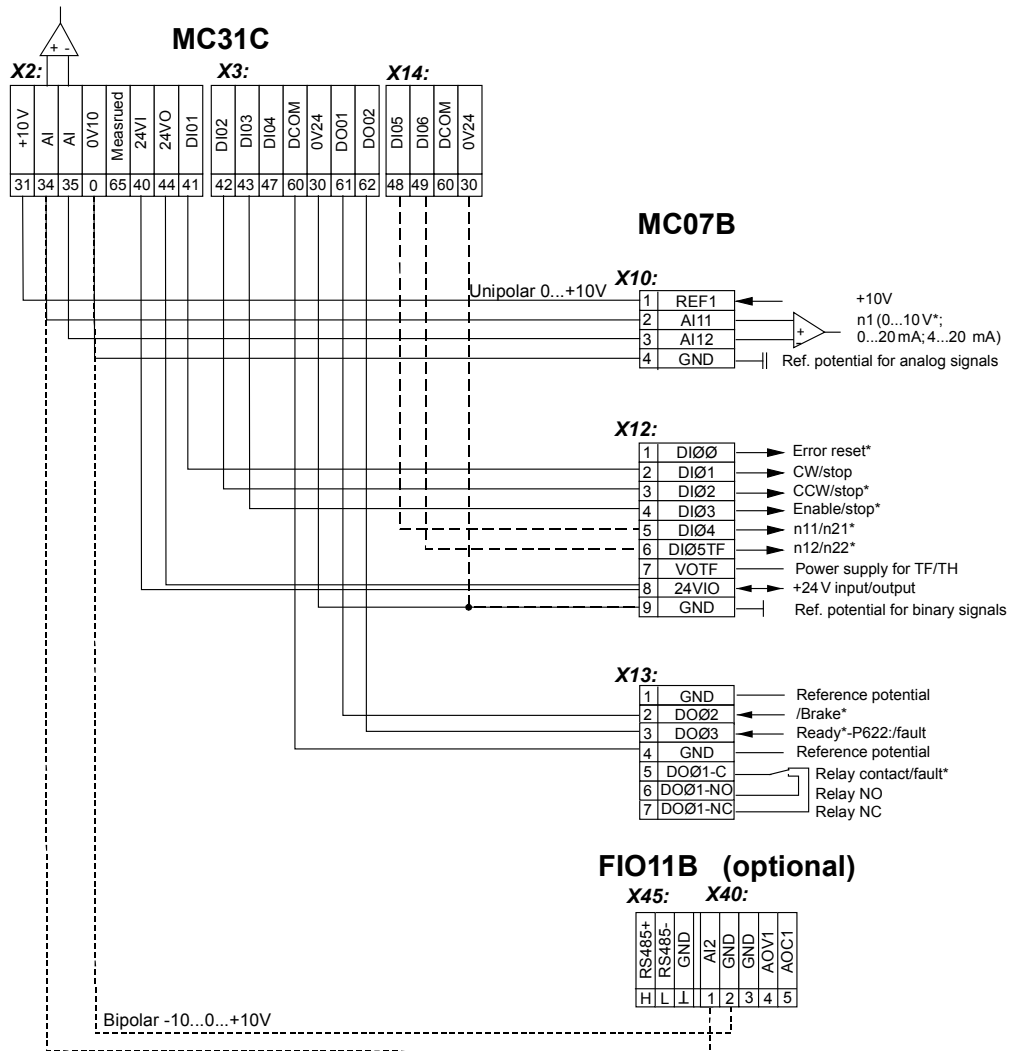 + -
MC31C
X2: X3: X14:
+10V AI AI 0V10 Measrued 24VI 24VO DI01 DI02 DI03 DI04 DCOM 0V24 DO01 DO02 DI05 DI06 DCOM 0V24
31 34 35 0 65 40 44 41 42 43 47 60 30 61 62 48 49 60 30
MC07B
X10:
Unipolar 0...+10V
1 REF1 +10V
2 AI11 n1 (0...10 V*;
3 AI12 + - 0...20 mA; 4...20 mA)
4 GND Ref. potential for analog signals
X12:
1 DIØØ Error reset*
2 DIØ1 CW/stop
3 DIØ2 CCW/stop*
4 DIØ3 Enable/stop*
5 DIØ4 n11/n21*
6 DIØ5TF n12/n22*
7 VOTF Power supply for TF/TH
8 24VIO +24 V input/output
9 GND Ref. potential for binary signals
X13:
1 GND Reference potential
2 DOØ2 /Brake*
3 DOØ3 Ready*-P622:/fault
4 GND Reference potential
5 DOØ1-C Relay contact/fault*
6 DOØ1-NO Relay NO
7 DOØ1-NC Relay NC
FIO11B (optional)
X45: X40:
RS485+ RS485- GND AI2 GND GND AOV1 AOC1
H L ⊥ 1 2 3 4 5
Bipolar -10...0...+10V